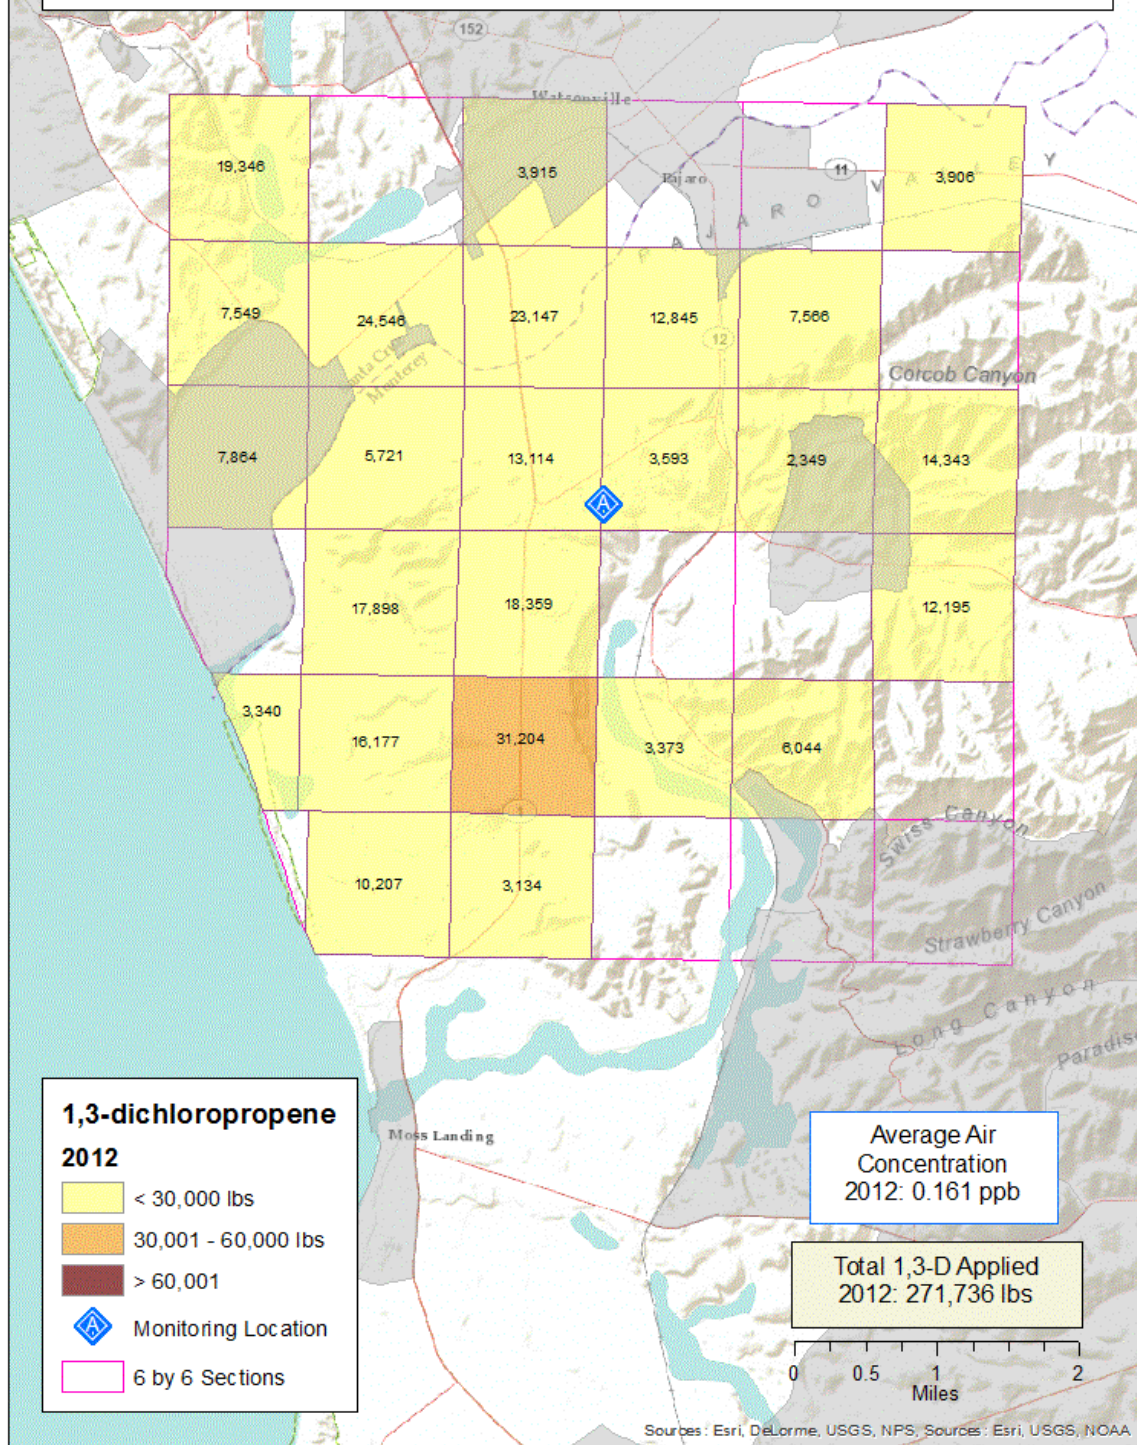 152
Watsonville
19,346
3,915
Pajaro
11
3,906
PAJARO VALLEY
7,549
24,546
23,147
12,845
7,566
12
Santa Cruz
Monterey
Corcob Canyon
7,864
5,721
13,114
3,593
2,349
14,343
A
17,898
18,359
12,195
3,340
16,177
31,204
3,373
6,044
1
Swiss Canyon
10,207
3,134
Strawberry Canyon
Long Canyon
Moss Landing
1,3-dichloropropene
2012
< 30,000 lbs
30,001 - 60,000 lbs
> 60,001
A
Monitoring Location
6 by 6 Sections
Average Air
Concentration
2012: 0.161 ppb
Total 1,3-D Applied
2012: 271,736 lbs
0 0.5 1 2
Miles
Sources: Esri, DeLorme, USGS, NPS, Sources: Esri, USGS, NOAA